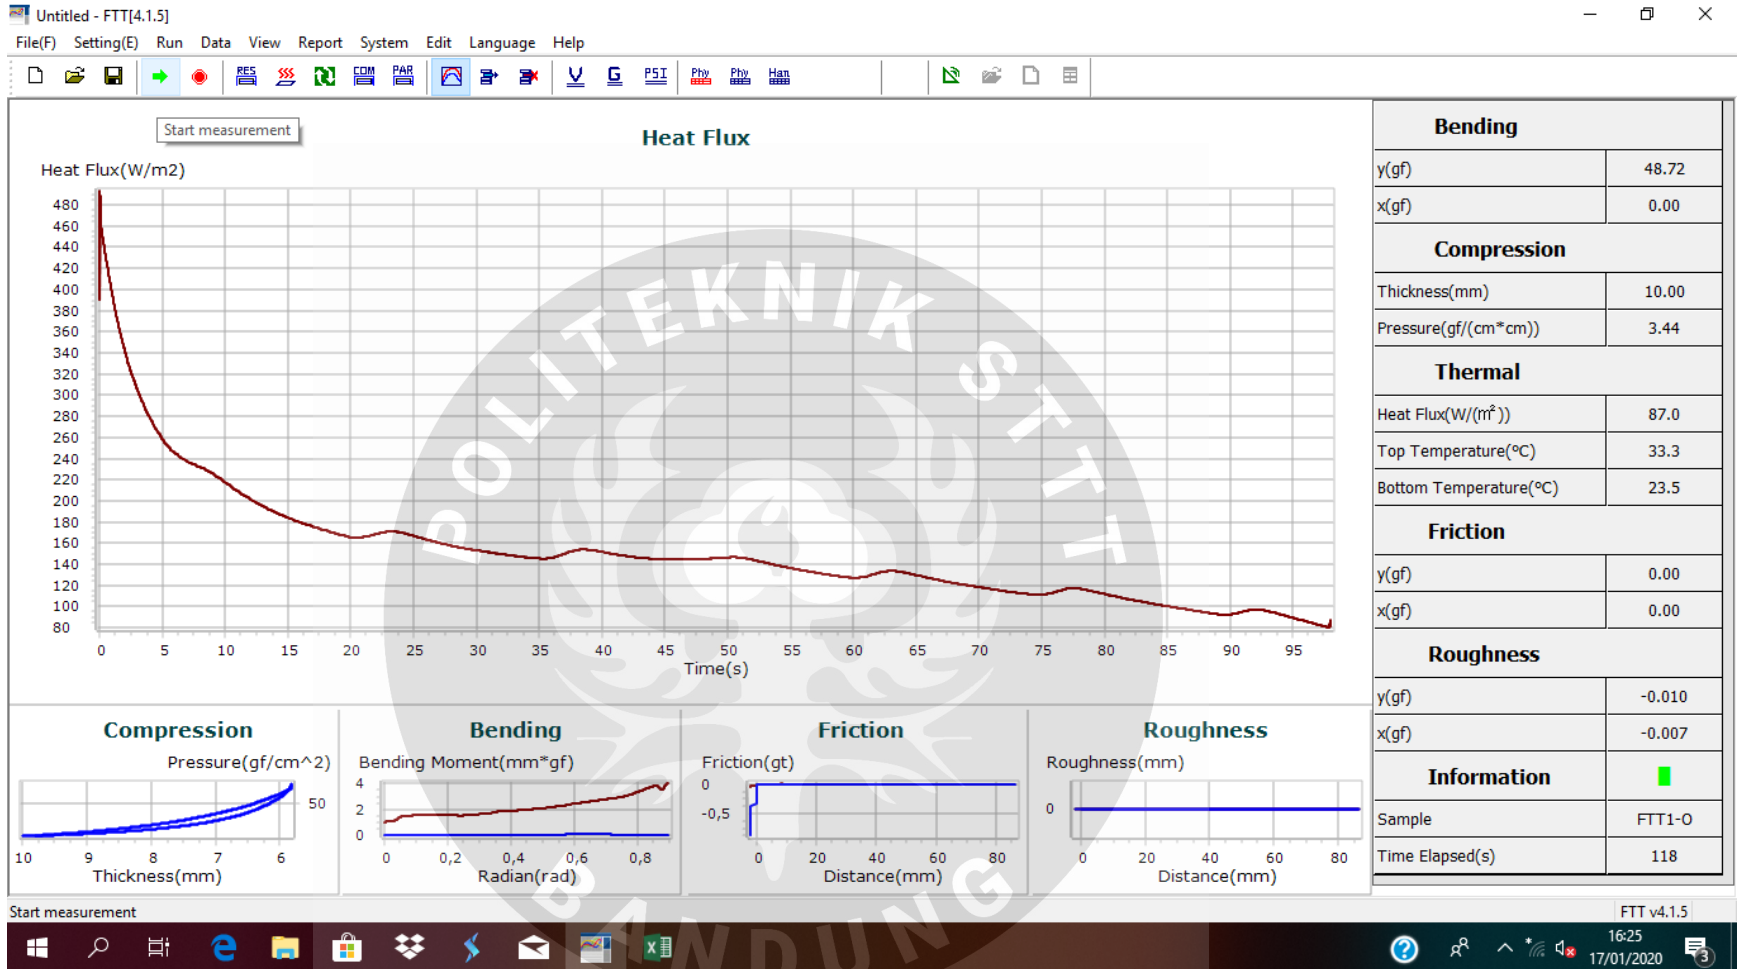 Untitled - FTT[4.1.5]
File(F) Setting(E) Run Data View Report System Edit Language Help
RES COM PAR V G PSI Phy Phy Han
Start measurement
Heat Flux
Heat Flux(W/m2)
480
460
440
420
400
380
360
340
320
300
280
260
240
220
200
180
160
140
120
100
80
0 5 10 15 20 25 30 35 40 45 50 55 60 65 70 75 80 85 90 95
Time(s)
Compression
Pressure(gf/cm^2)
50
10 9 8 7 6
Thickness(mm)
Bending
Bending Moment(mm*gf)
4
2
0
0 0,2 0,4 0,6 0,8
Radian(rad)
Friction
Friction(gt)
0
-0,5
0 20 40 60 80
Distance(mm)
Roughness
Roughness(mm)
0
0 20 40 60 80
Distance(mm)
Bending
y(gf) 48.72
x(gf) 0.00
Compression
Thickness(mm) 10.00
Pressure(gf/(cm*cm)) 3.44
Thermal
Heat Flux(W/(m²)) 87.0
Top Temperature(°C) 33.3
Bottom Temperature(°C) 23.5
Friction
y(gf) 0.00
x(gf) 0.00
Roughness
y(gf) -0.010
x(gf) -0.007
Information
Sample FTT1-O
Time Elapsed(s) 118
POLITEKNIK STTT
BANDUNG
Start measurement
FTT v4.1.5
16:25
17/01/2020
3